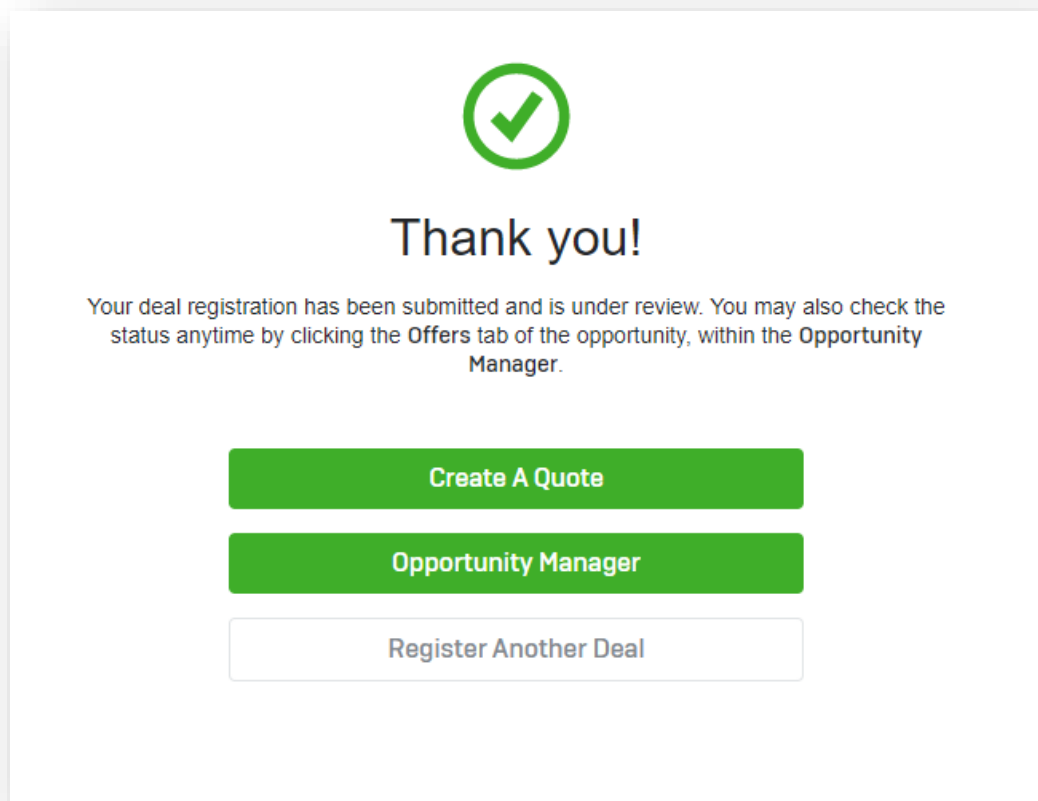 Thank you!
Your deal registration has been submitted and is under review. You may also check the
status anytime by clicking the Offers tab of the opportunity, within the Opportunity
Manager.
Create A Quote
Opportunity Manager
Register Another Deal